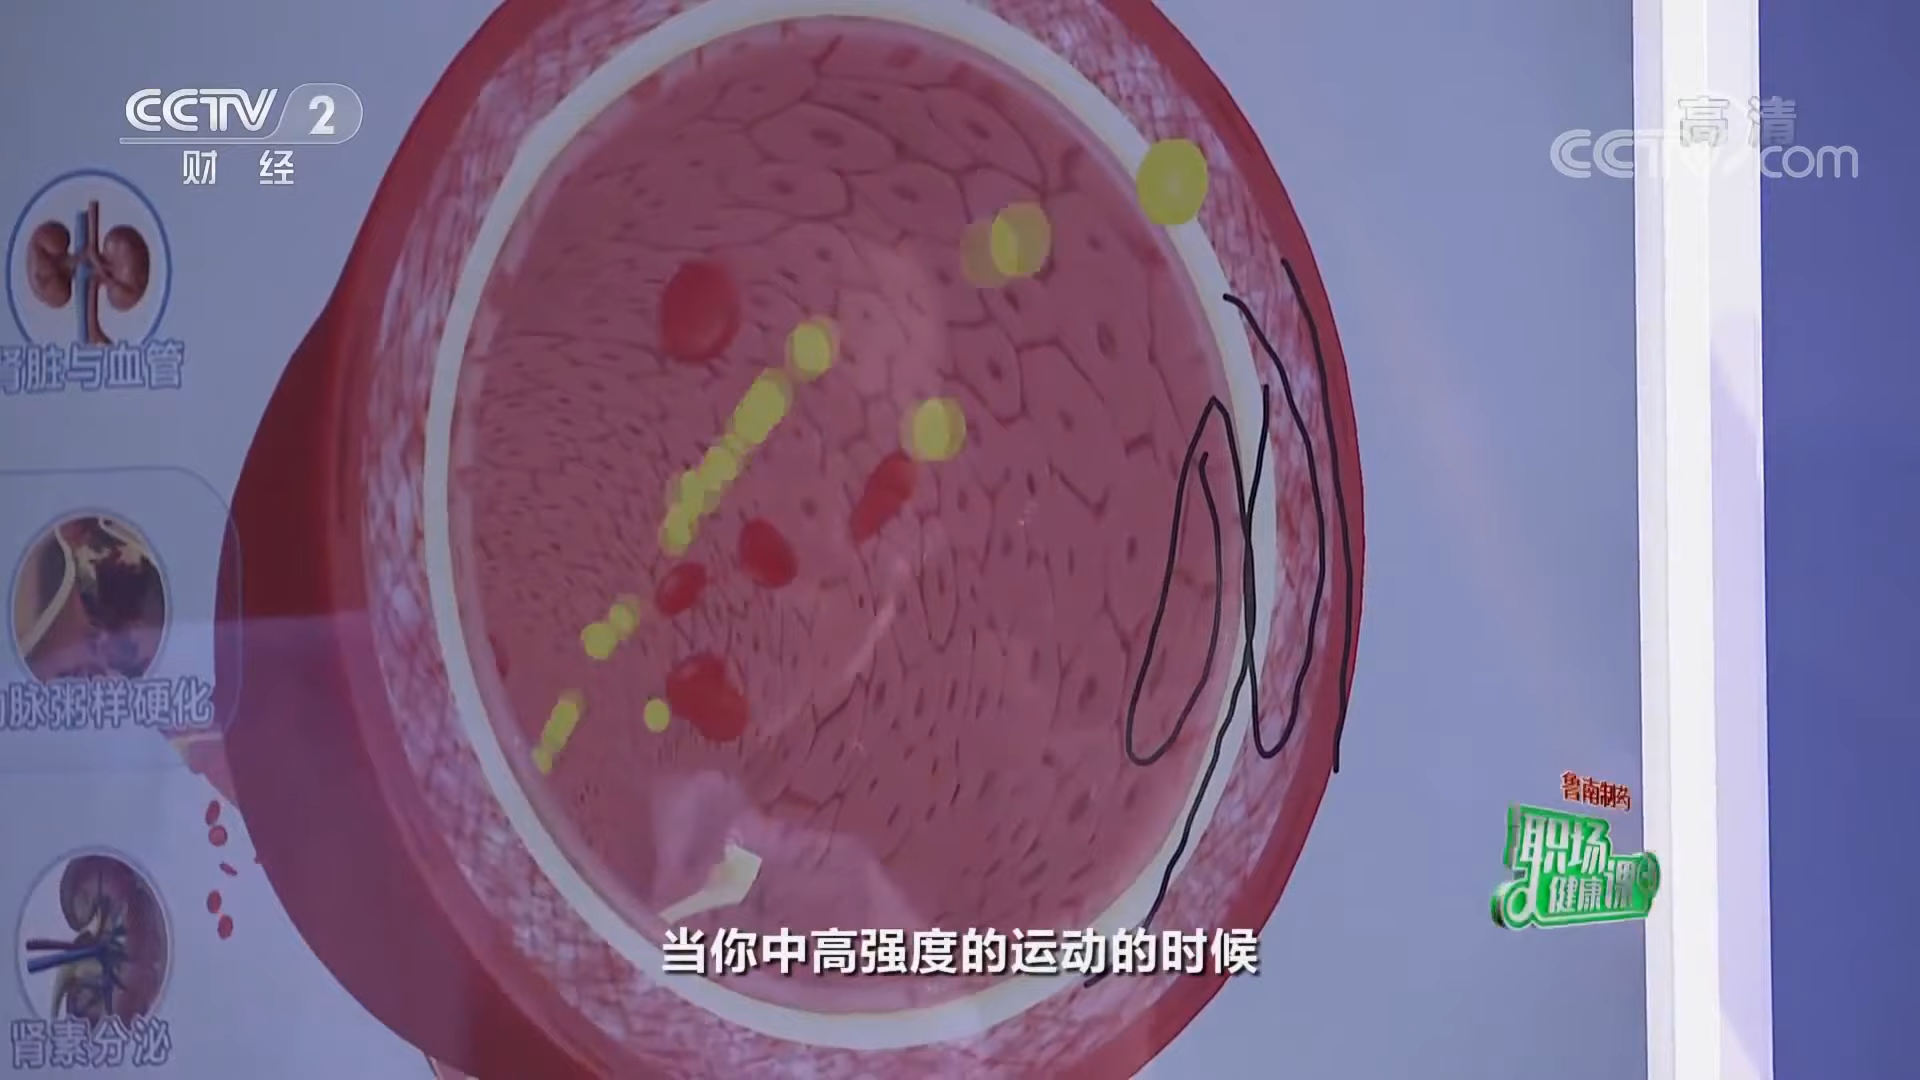 CCTV 2
财 经
高清
CCTV.com
肾脏与血管
动脉粥样硬化
肾素分泌
鲁南制药
职场
健康课
当你中高强度的运动的时候